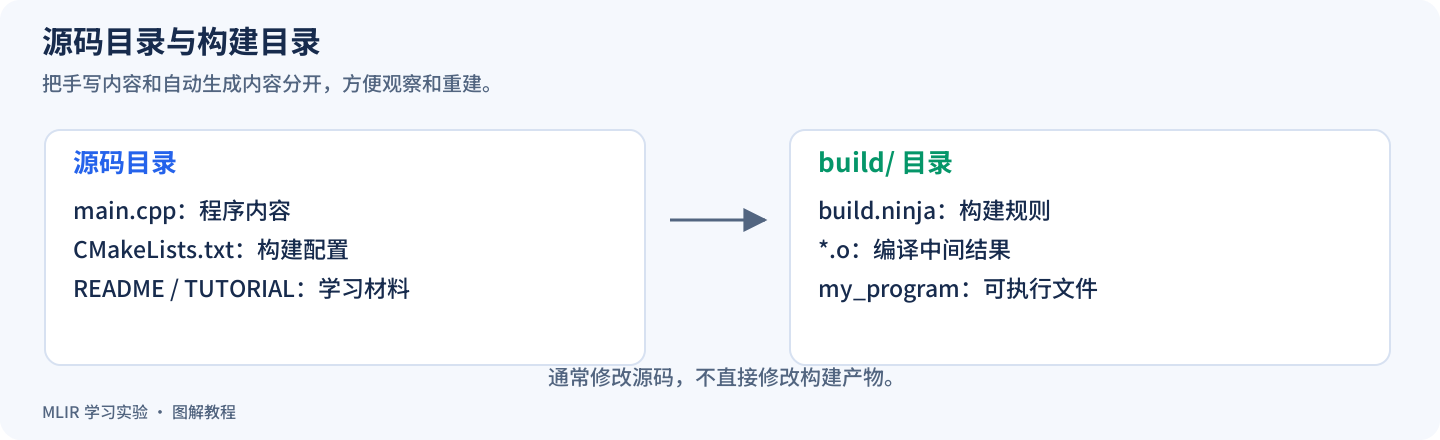 源码目录与构建目录
把手写内容和自动生成内容分开，方便观察和重建。
源码目录
main.cpp：程序内容
CMakeLists.txt：构建配置
README / TUTORIAL：学习材料
build/ 目录
build.ninja：构建规则
*.o：编译中间结果
my_program：可执行文件
通常修改源码，不直接修改构建产物。
MLIR 学习实验 · 图解教程